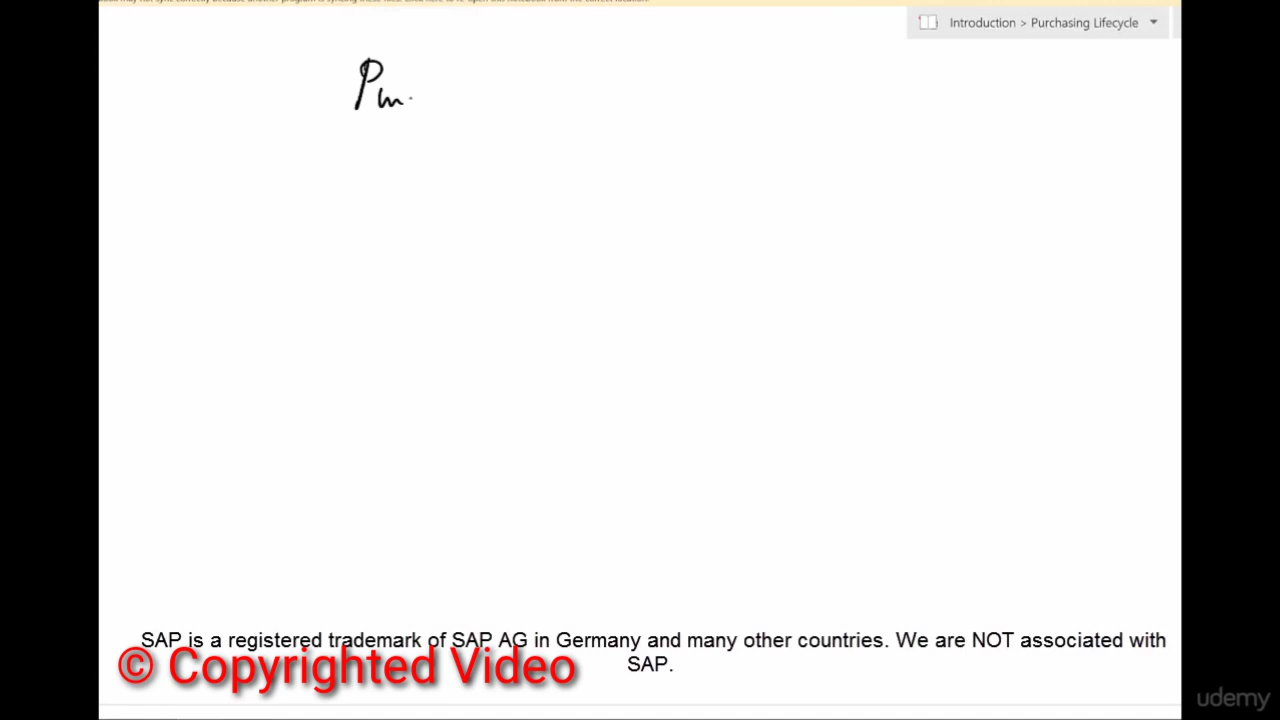 Introduction > Purchasing Lifecycle
SAP is a registered trademark of SAP AG in Germany and many other countries. We are NOT associated with
SAP.
© Copyrighted Video
udemy